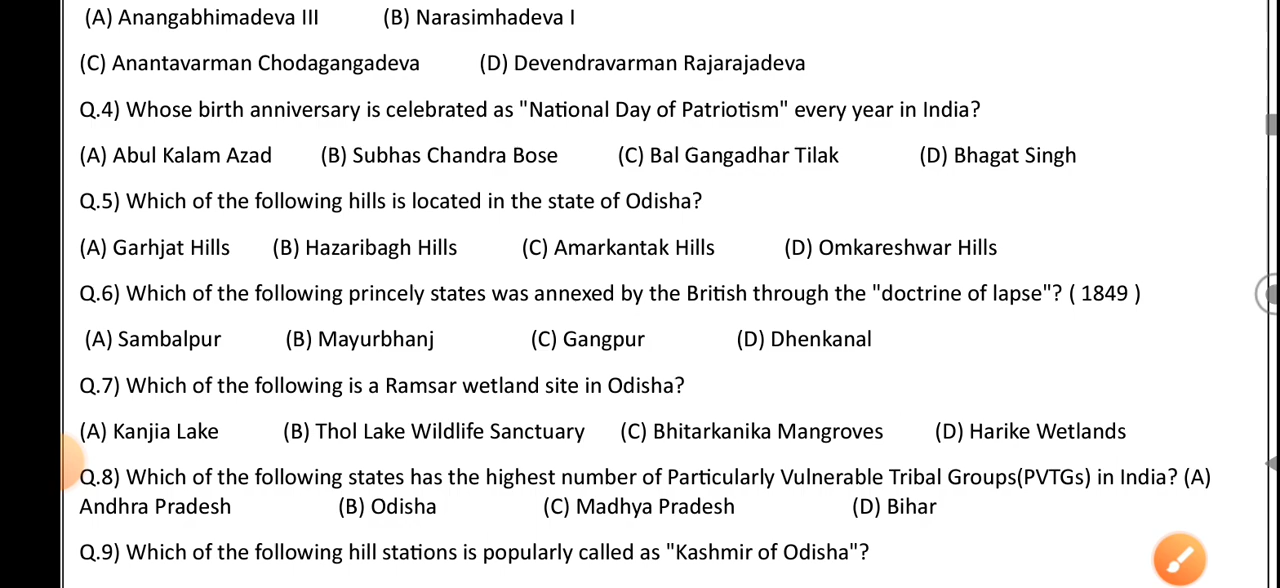 (A) Anangabhimadeva III (B) Narasimhadeva I
(C) Anantavarman Chodagangadeva (D) Devendravarman Rajarajadeva
Q.4) Whose birth anniversary is celebrated as "National Day of Patriotism" every year in India?
(A) Abul Kalam Azad (B) Subhas Chandra Bose (C) Bal Gangadhar Tilak (D) Bhagat Singh
Q.5) Which of the following hills is located in the state of Odisha?
(A) Garhjat Hills (B) Hazaribagh Hills (C) Amarkantak Hills (D) Omkareshwar Hills
Q.6) Which of the following princely states was annexed by the British through the "doctrine of lapse"? ( 1849 )
(A) Sambalpur (B) Mayurbhanj (C) Gangpur (D) Dhenkanal
Q.7) Which of the following is a Ramsar wetland site in Odisha?
(A) Kanjia Lake (B) Thol Lake Wildlife Sanctuary (C) Bhitarkanika Mangroves (D) Harike Wetlands
Q.8) Which of the following states has the highest number of Particularly Vulnerable Tribal Groups(PVTGs) in India? (A)
Andhra Pradesh (B) Odisha (C) Madhya Pradesh (D) Bihar
Q.9) Which of the following hill stations is popularly called as "Kashmir of Odisha"?